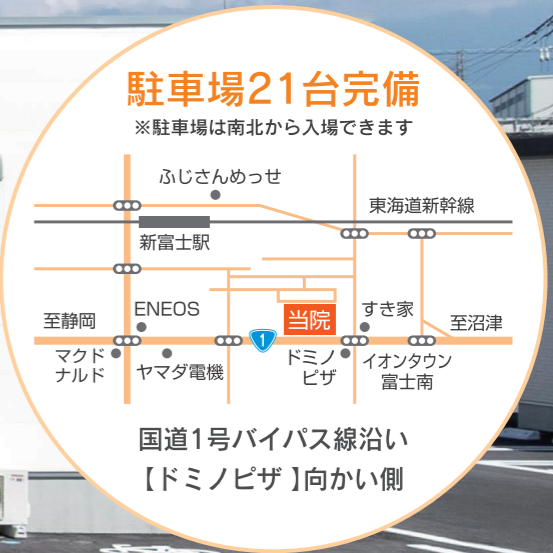 駐車場21台完備
※駐車場は南北から入場できます
ふじさんめっせ
東海道新幹線
新富士駅
ENEOS
すき家
至静岡
当院
至沼津
1
マクド
ナルド
ヤマダ電機
ドミノ
ピザ
イオンタウン
富士南
国道1号バイパス線沿い
【ドミノピザ 】向かい側